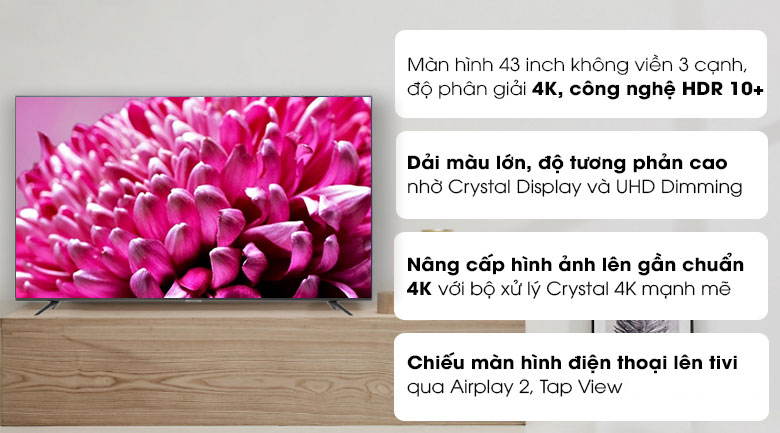 Màn hình 43 inch không viền 3 cạnh,
độ phân giải 4K, công nghệ HDR 10+
Dải màu lớn, độ tương phản cao
nhờ Crystal Display và UHD Dimming
Nâng cấp hình ảnh lên gần chuẩn
4K với bộ xử lý Crystal 4K mạnh mẽ
Chiếu màn hình điện thoại lên tivi
qua Airplay 2, Tap View